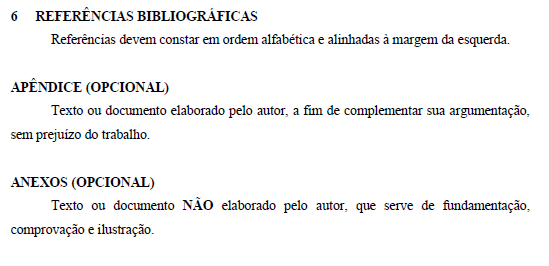 6 REFERÊNCIAS BIBLIOGRÁFICAS
Referências devem constar em ordem alfabética e alinhadas à margem da esquerda.
APÊNDICE (OPCIONAL)
Texto ou documento elaborado pelo autor, a fim de complementar sua argumentação,
sem prejuízo do trabalho.
ANEXOS (OPCIONAL)
Texto ou documento NÃO elaborado pelo autor, que serve de fundamentação,
comprovação e ilustração.